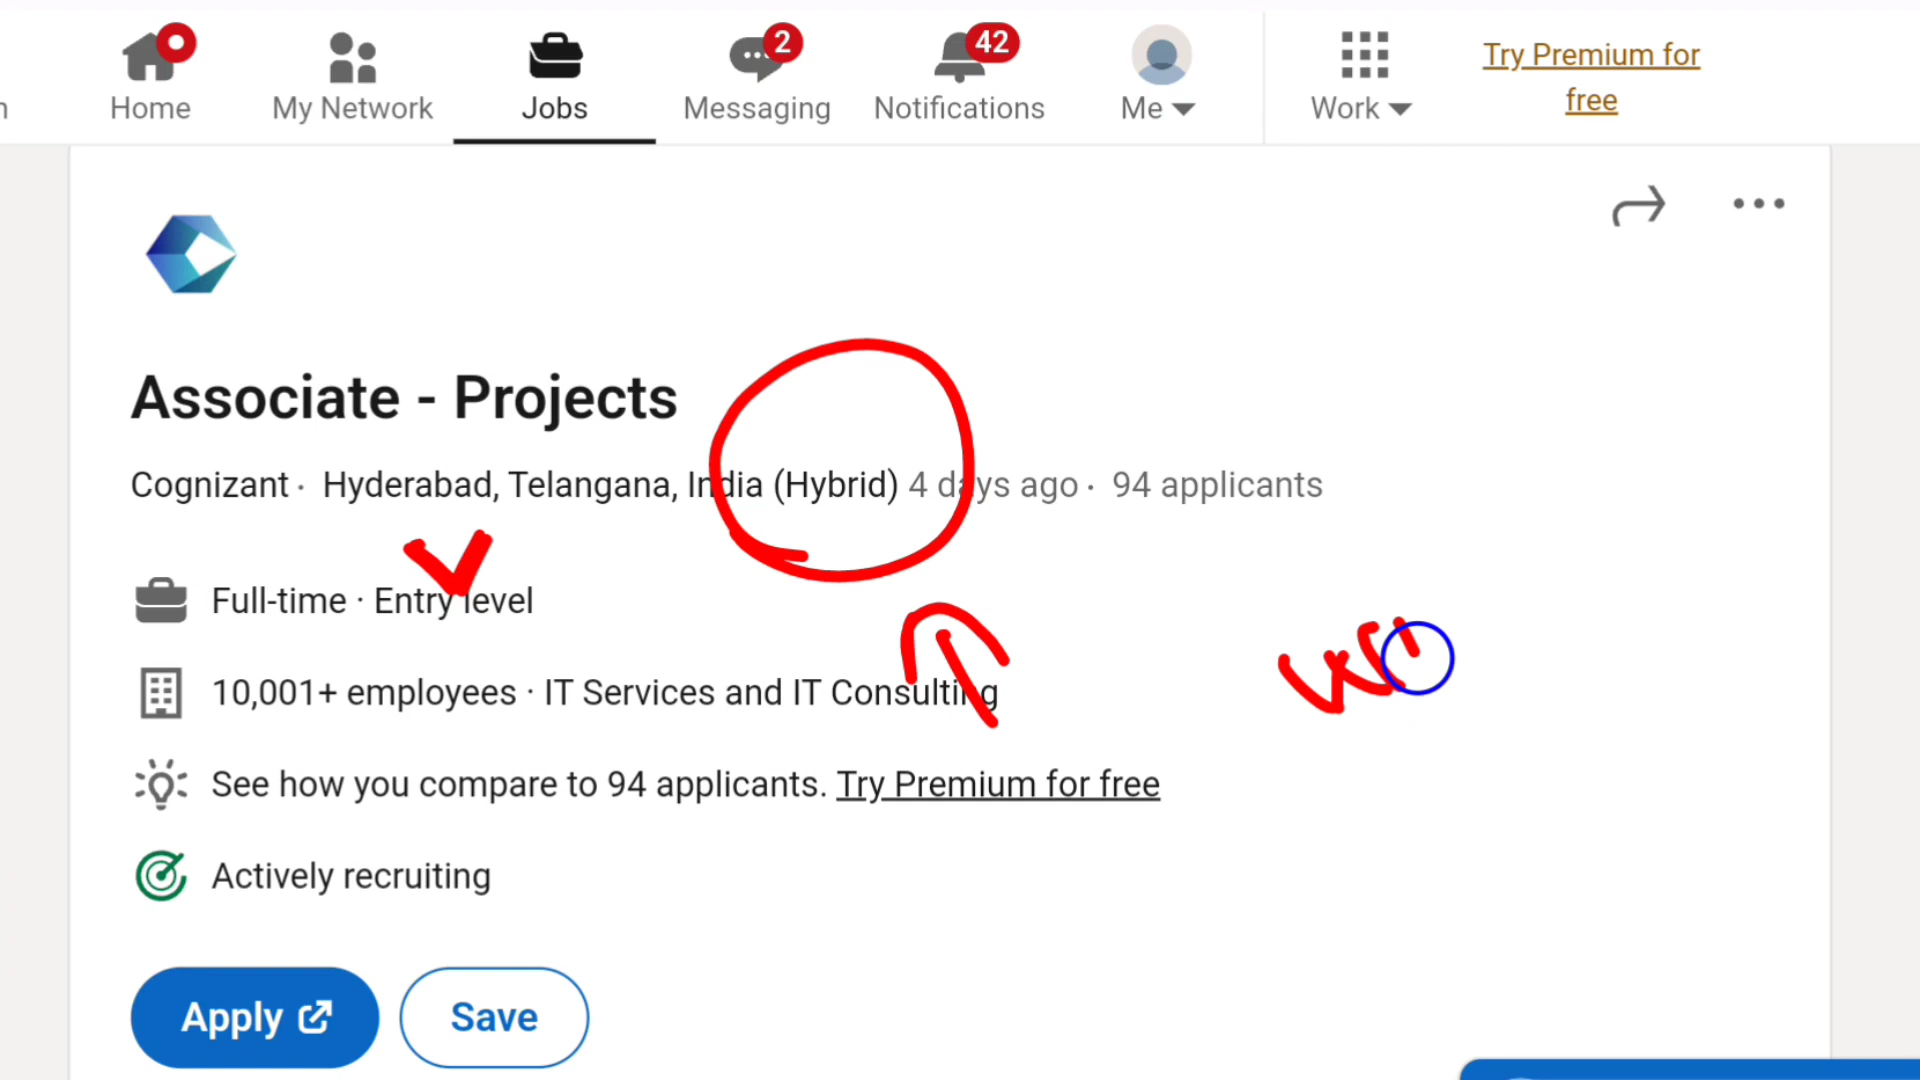 Home
My Network
Jobs
2
Messaging
42
Notifications
Me
Work
Try Premium for
free
Associate - Projects
Cognizant · Hyderabad, Telangana, India (Hybrid) 4 days ago · 94 applicants
Full-time · Entry level
10,001+ employees · IT Services and IT Consulting
See how you compare to 94 applicants. Try Premium for free
Actively recruiting
Apply
Save